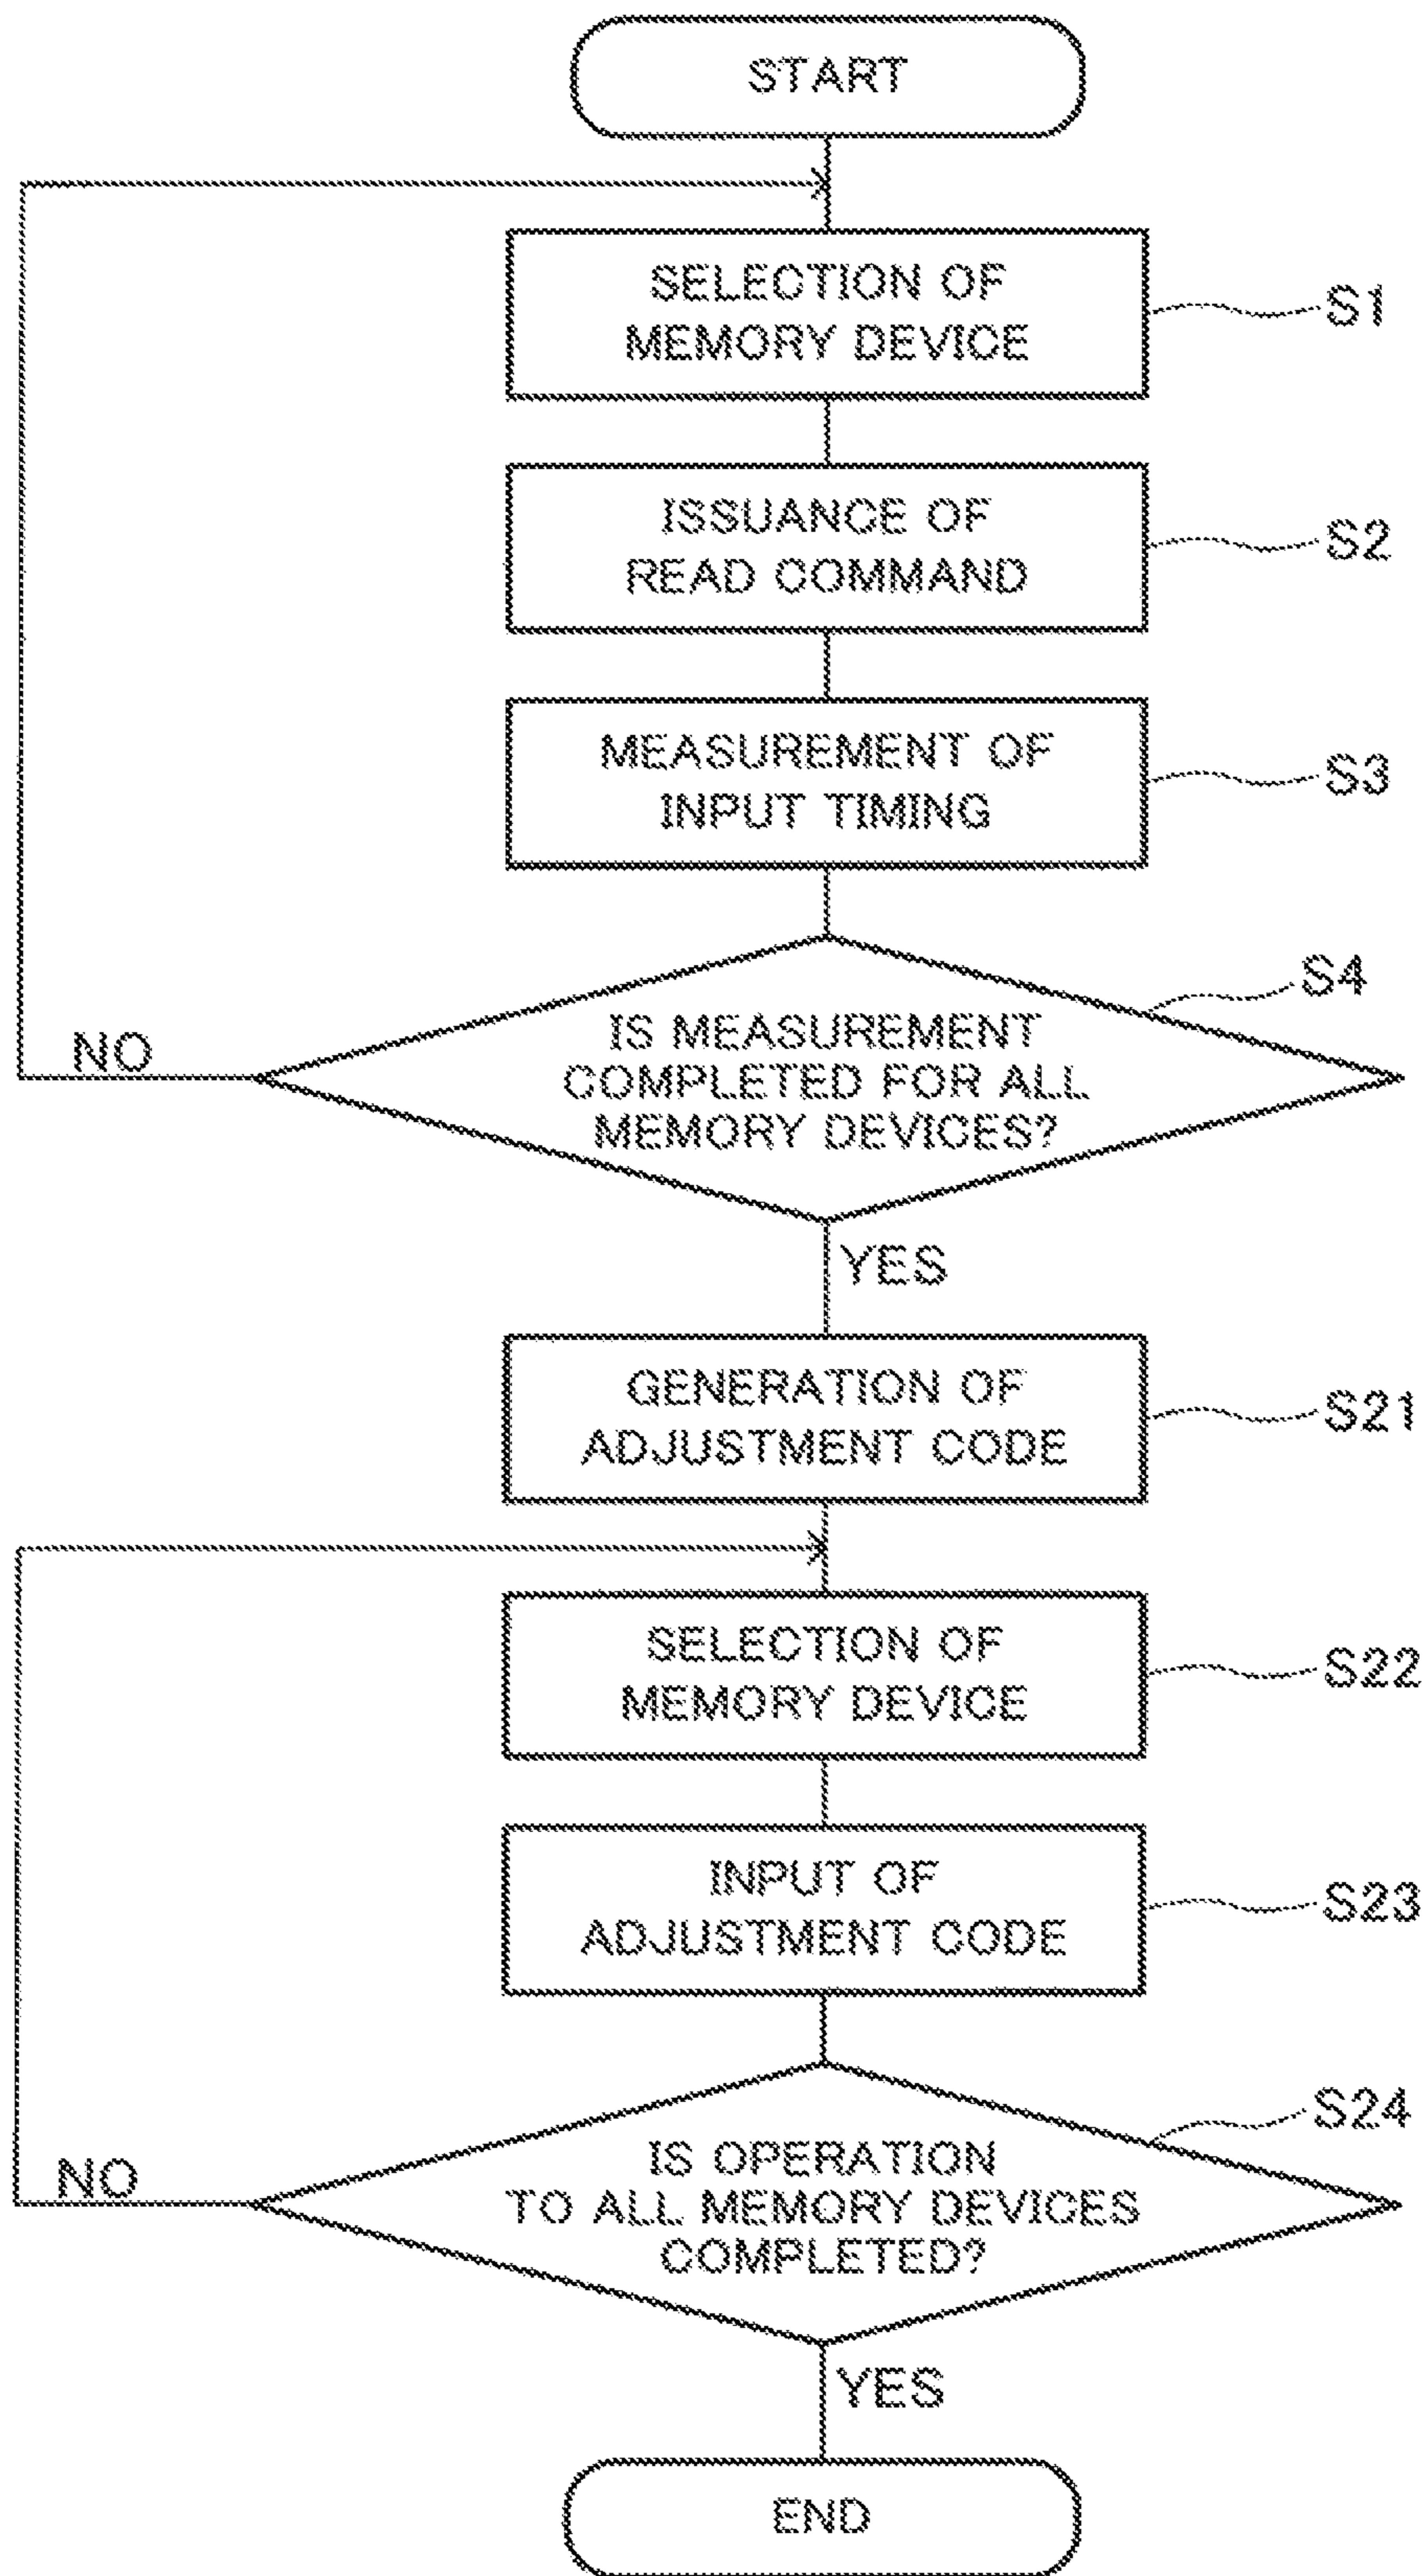 START
SELECTION OF
MEMORY DEVICE
S1
ISSUANCE OF
READ COMMAND
S2
MEASUREMENT OF
INPUT TIMING
S3
S4
IS MEASUREMENT
COMPLETED FOR ALL
MEMORY DEVICES?
NO
YES
GENERATION OF
ADJUSTMENT CODE
S21
SELECTION OF
MEMORY DEVICE
S22
INPUT OF
ADJUSTMENT CODE
S23
S24
IS OPERATION
TO ALL MEMORY DEVICES
COMPLETED?
NO
YES
END